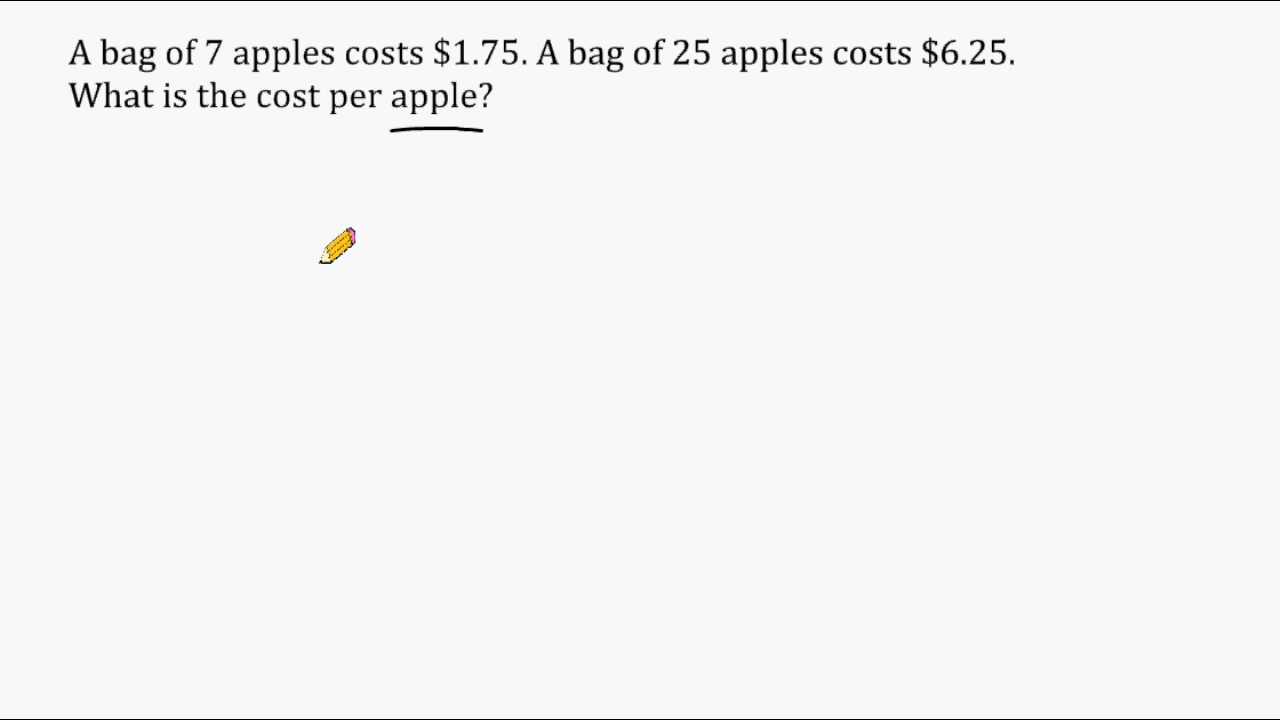 A bag of 7 apples costs $1.75. A bag of 25 apples costs $6.25.
What is the cost per apple?